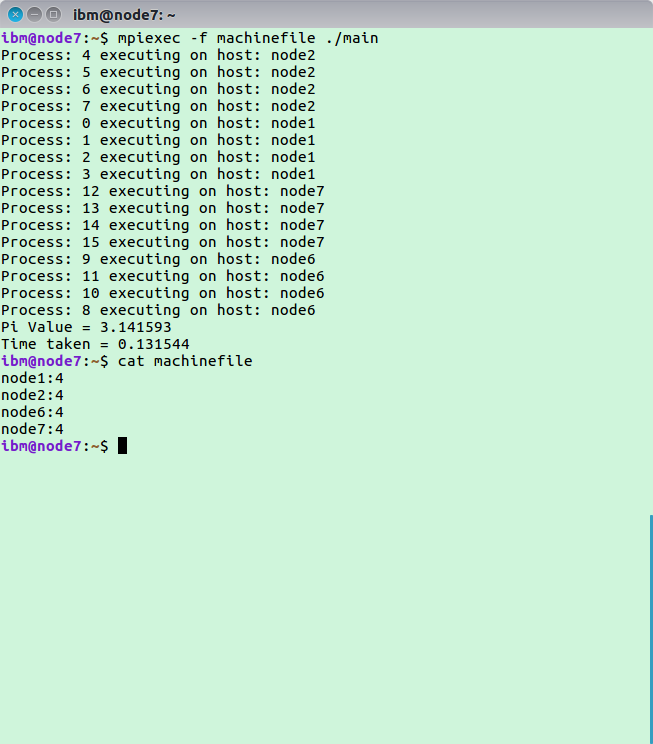 ibm@node7: ~
ibm@node7:~$ mpiexec -f machinefile ./main
Process: 4 executing on host: node2
Process: 5 executing on host: node2
Process: 6 executing on host: node2
Process: 7 executing on host: node2
Process: 0 executing on host: node1
Process: 1 executing on host: node1
Process: 2 executing on host: node1
Process: 3 executing on host: node1
Process: 12 executing on host: node7
Process: 13 executing on host: node7
Process: 14 executing on host: node7
Process: 15 executing on host: node7
Process: 9 executing on host: node6
Process: 11 executing on host: node6
Process: 10 executing on host: node6
Process: 8 executing on host: node6
Pi Value = 3.141593
Time taken = 0.131544
ibm@node7:~$ cat machinefile
node1:4
node2:4
node6:4
node7:4
ibm@node7:~$